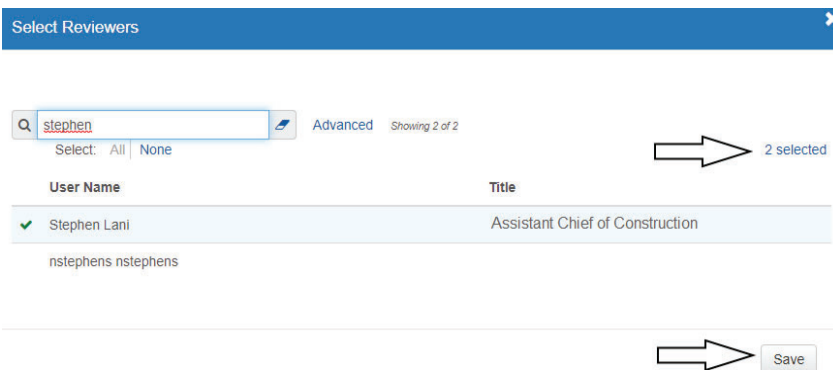 Select Reviewers
stephen Advanced Showing 2 of 2
Select: All None
2 selected
User Name Title
Stephen Lani Assistant Chief of Construction
nstephens nstephens
Save